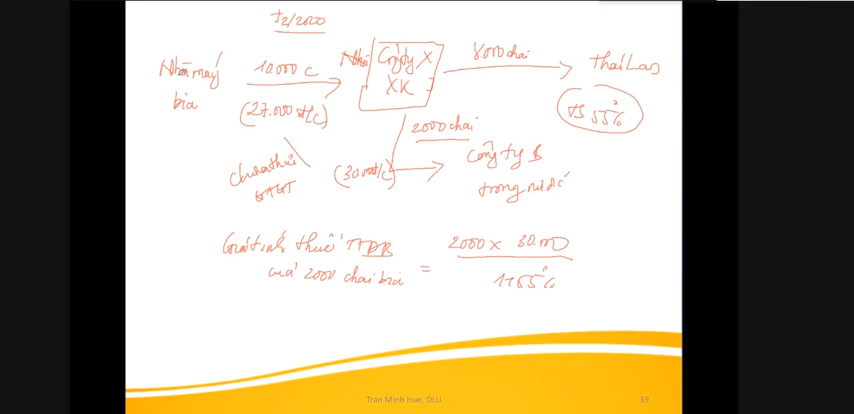 T2/2020
Nhà máy bia
10.000 C
(27.000đ/c)
chưa thuế GTGT
Nhà
Công ty X
XK
8000 chai
Thái Lan
TS 55%
2000 chai
(30.000đ/c)
Công ty
trong nước
Giá tính thuế TTĐB
của 2000 chai bia = 2000 x 30.000
1+55%
Tran Minh Hue, DLU
39